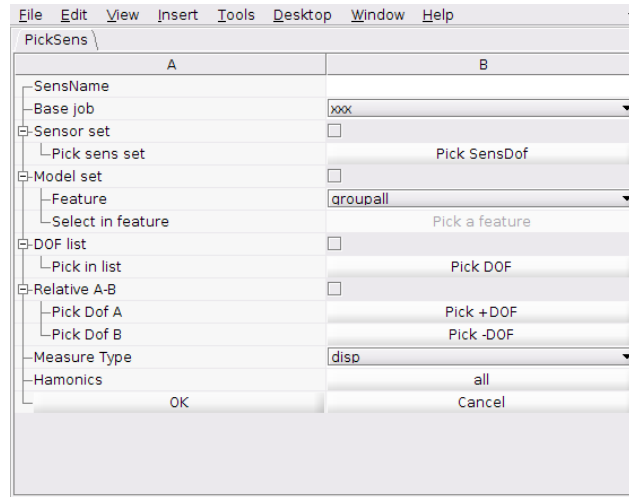 File Edit View Insert Tools Desktop Window Help
PickSens
A B
SensName
Base job xxx
Sensor set
Pick sens set Pick SensDof
Model set
Feature groupall
Select in feature Pick a feature
DOF list
Pick in list Pick DOF
Relative A-B
Pick Dof A Pick +DOF
Pick Dof B Pick -DOF
Measure Type disp
Hamonics all
OK Cancel